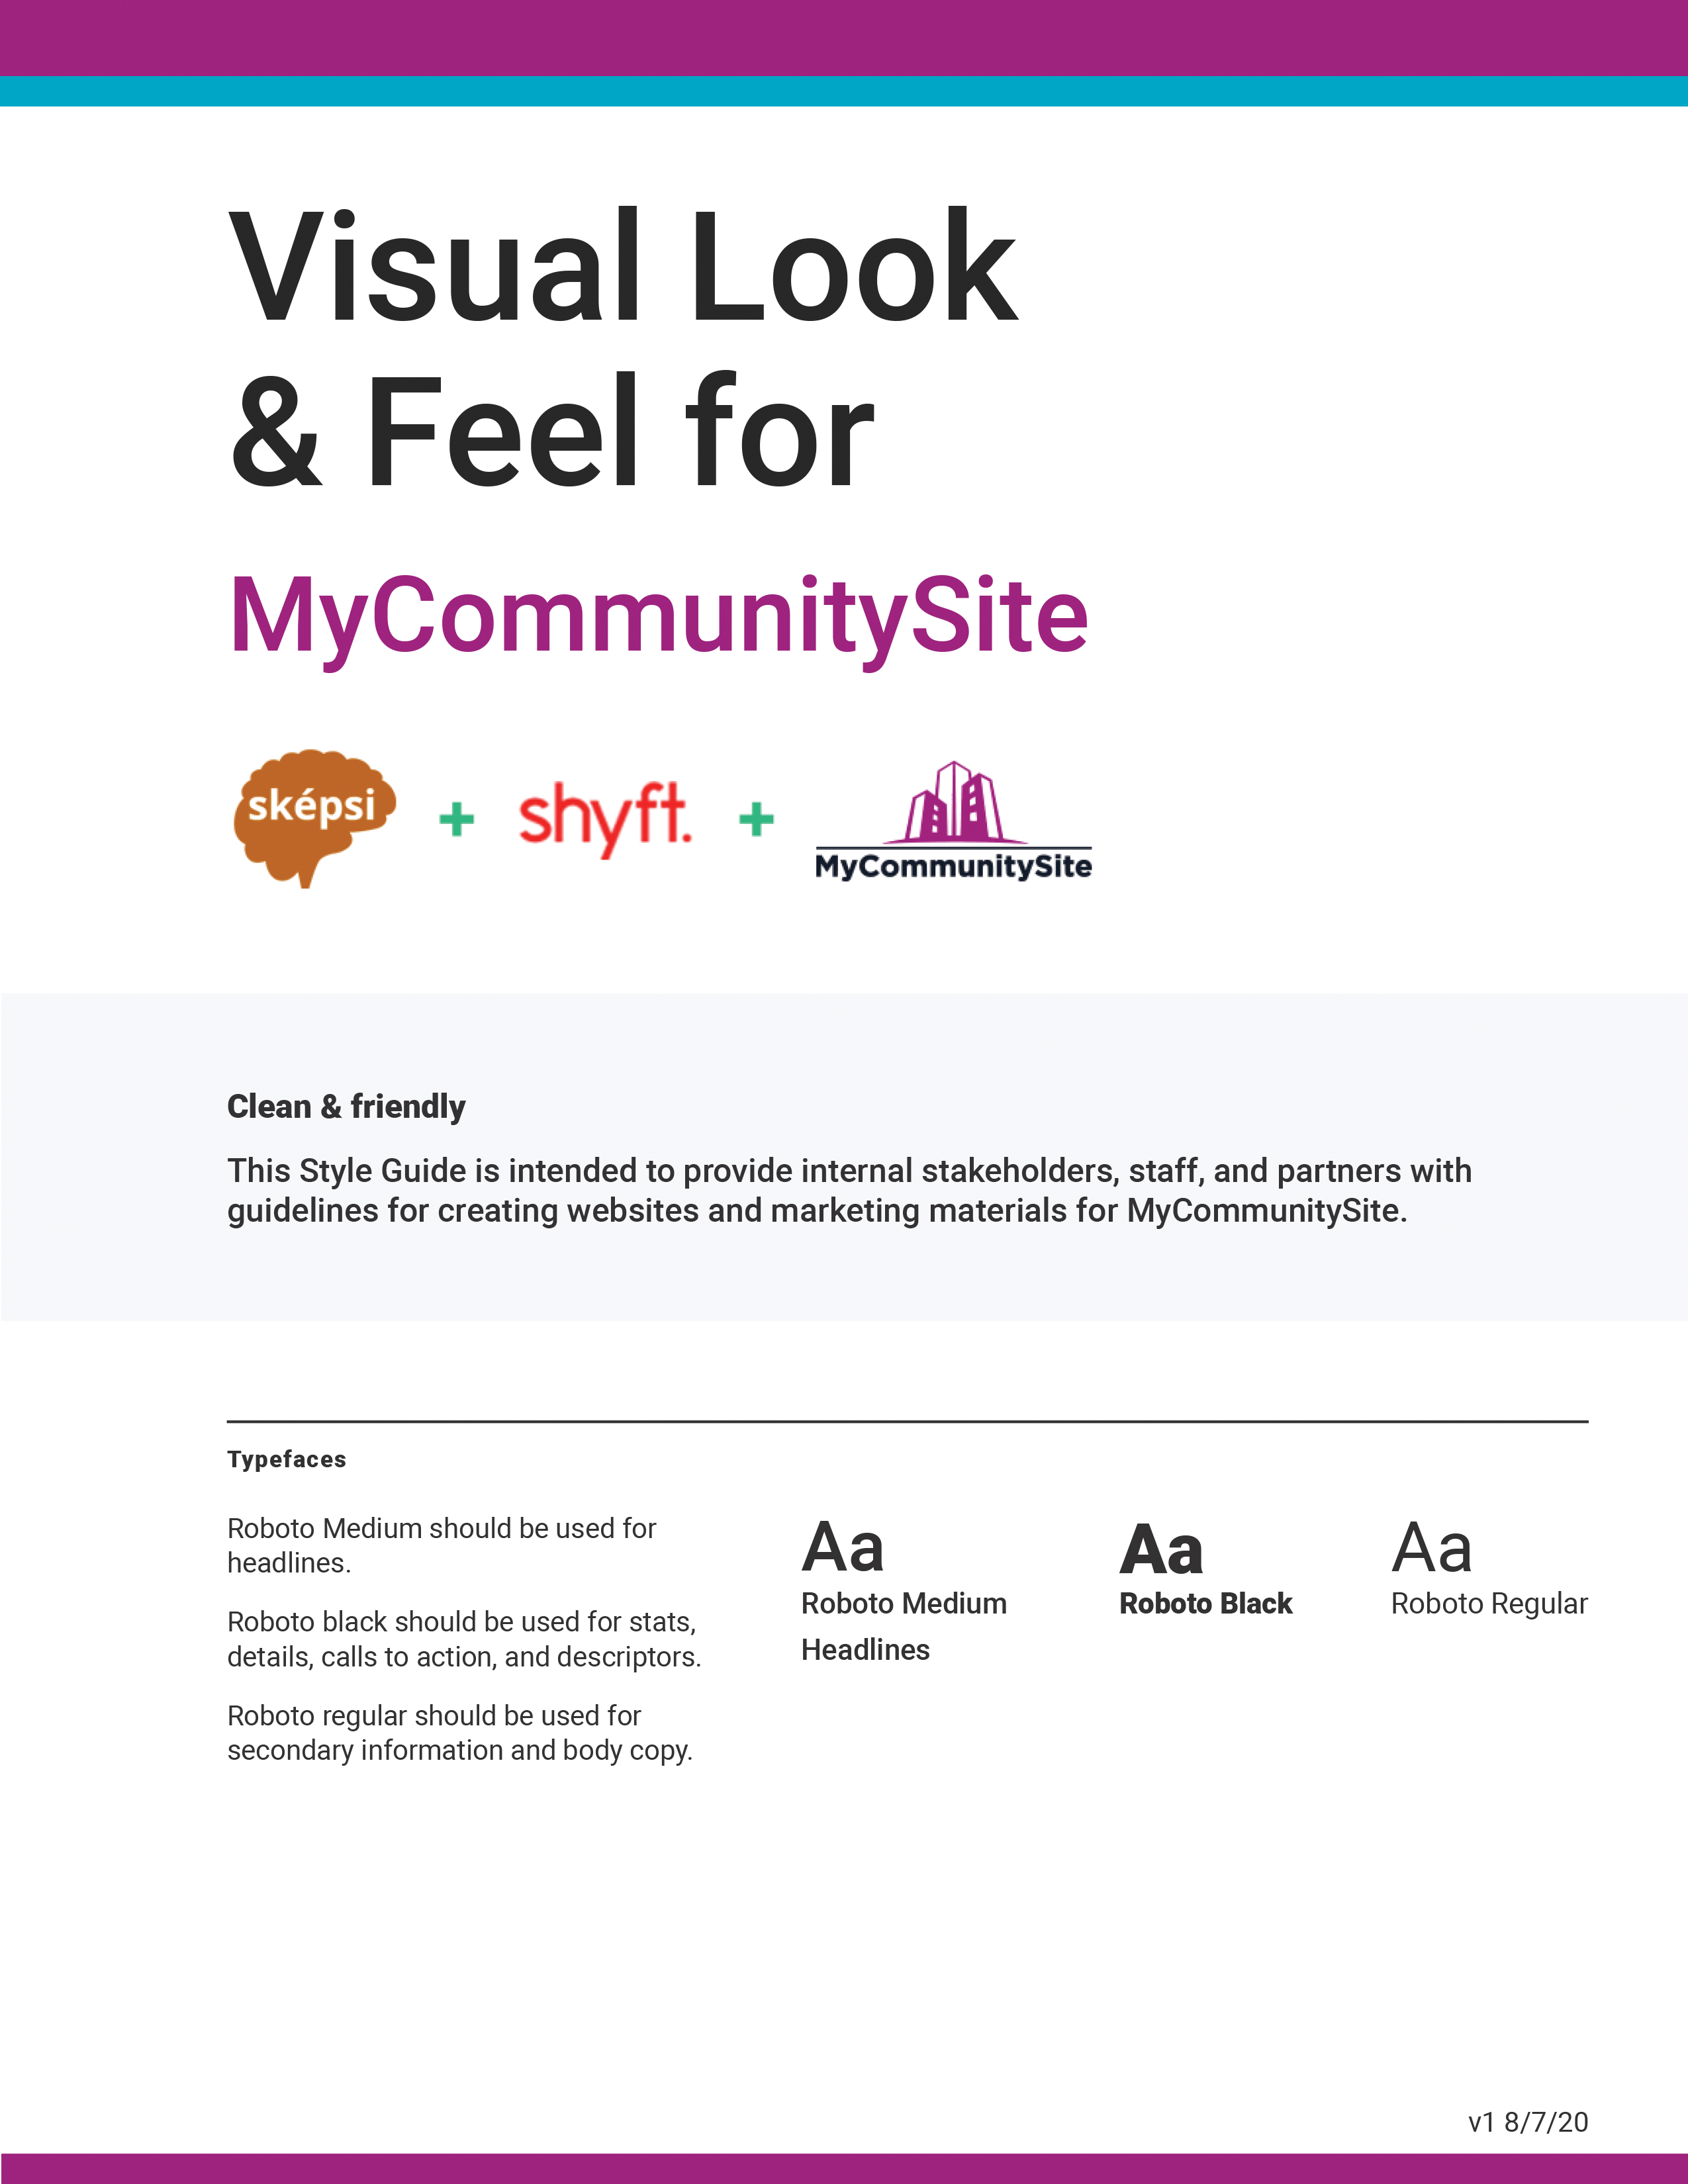 Visual Look
& Feel for
MyCommunitySite
sképsi + shyft. + MyCommunitySite
Clean & friendly
This Style Guide is intended to provide internal stakeholders, staff, and partners with
guidelines for creating websites and marketing materials for MyCommunitySite.
Typefaces
Roboto Medium should be used for
headlines.
Roboto black should be used for stats,
details, calls to action, and descriptors.
Roboto regular should be used for
secondary information and body copy.
Aa
Roboto Medium
Headlines
Aa
Roboto Black
Aa
Roboto Regular
v1 8/7/20